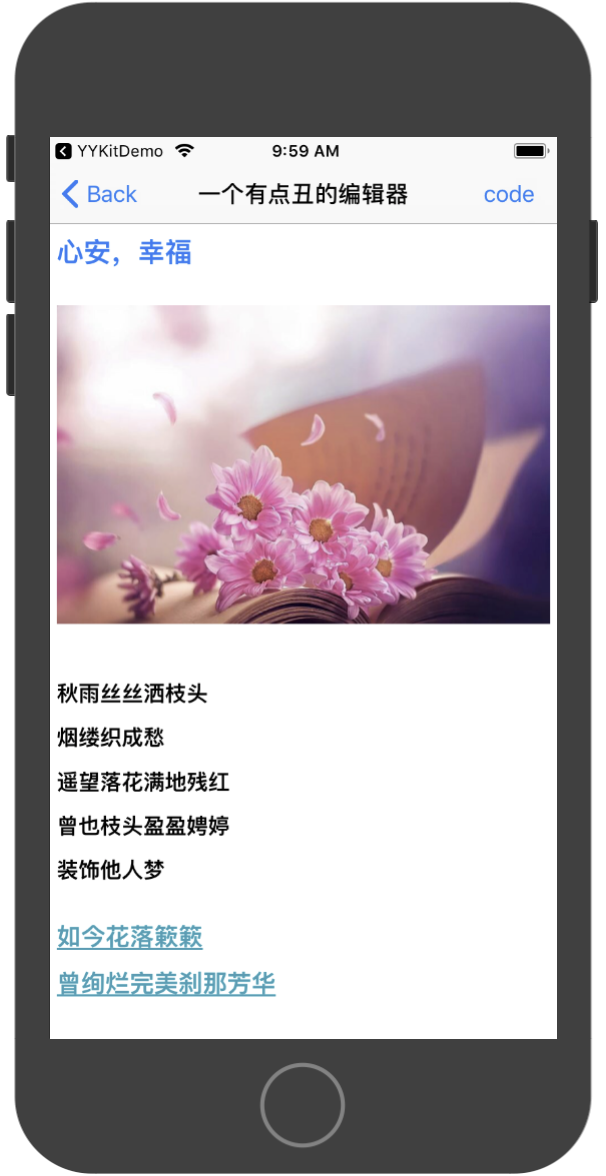 YYKitDemo
9:59 AM
Back
一个有点丑的编辑器
code
心安，幸福
秋雨丝丝洒枝头
烟缕织成愁
遥望落花满地残红
曾也枝头盈盈娉婷
装饰他人梦
如今花落簌簌
曾绚烂完美刹那芳华